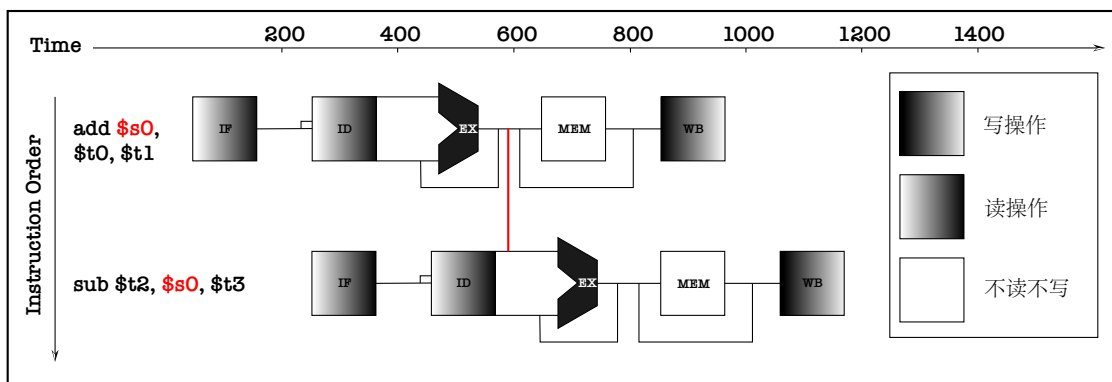 Time 200 400 600 800 1000 1200 1400
Instruction Order
add $s0,
$t0, $t1
IF ID EX MEM WB
sub $t2, $s0, $t3
IF ID EX MEM WB
写操作
读操作
不读不写